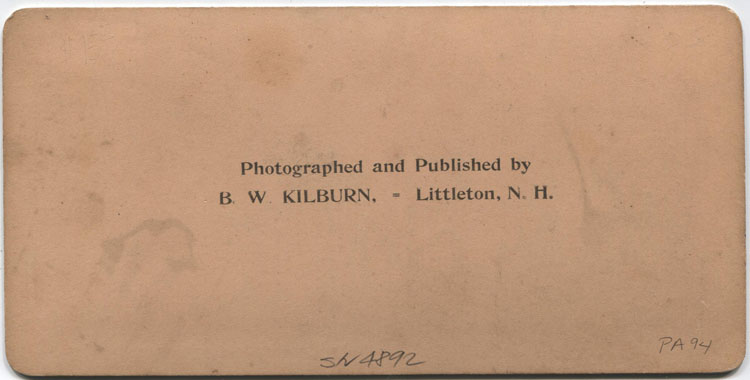 Photographed and Published by
B. W. KILBURN, = Littleton, N. H.
SN4892
PA94